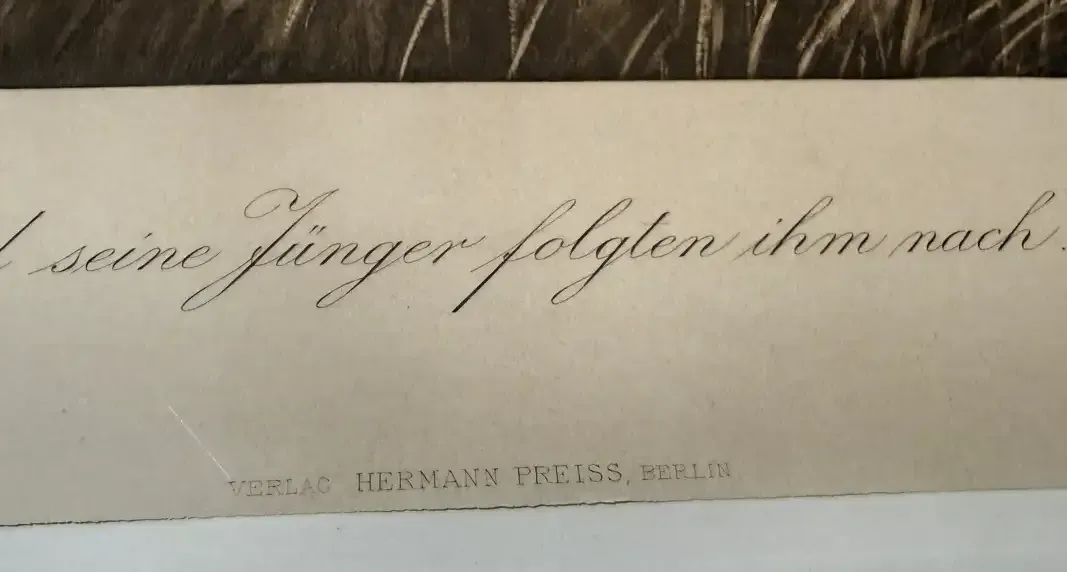 seine Jünger folgten ihm nach.
VERLAG HERMANN PREISS, BERLIN